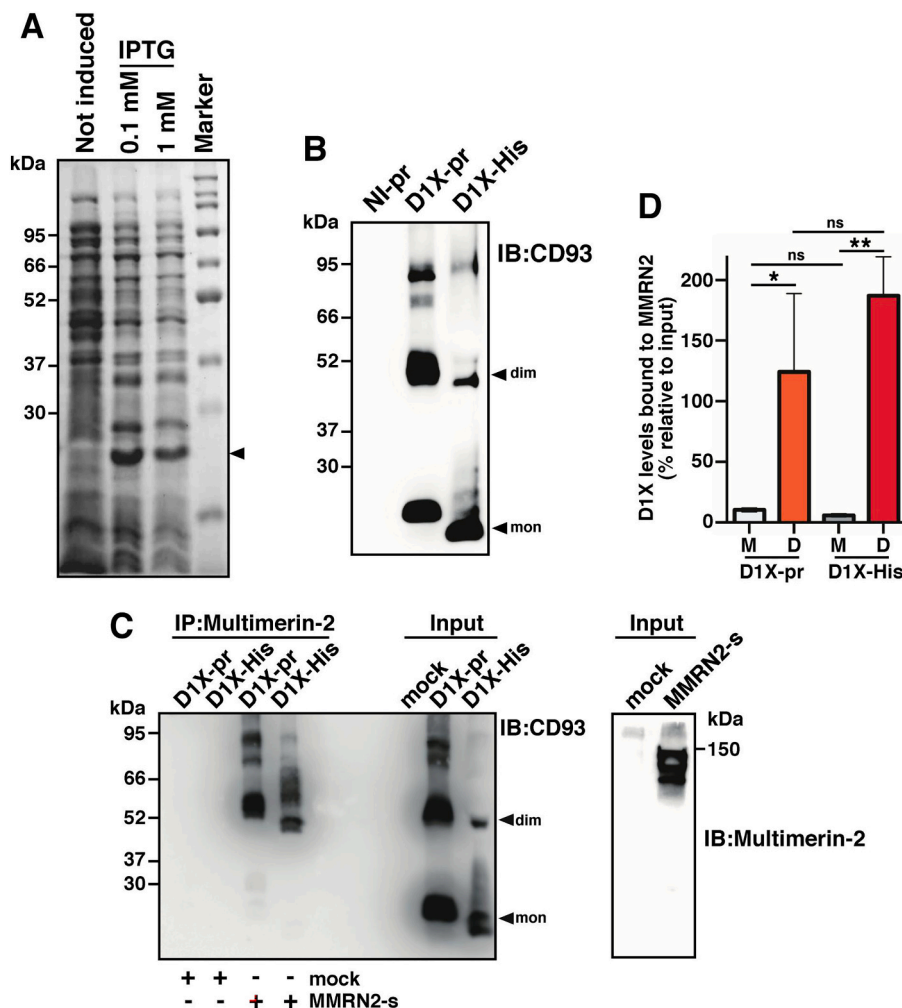 A
Not induced
IPTG
0.1 mM
1 mM
Marker
kDa
95
66
52
37
30
B
NI-pr
D1X-pr
D1X-His
kDa
IB:CD93
95
66
52
37
30
dim
mon
D
ns
ns
**
*
D1X levels bound to MMRN2
(% relative to input)
200
150
100
50
0
M D M D
D1X-pr D1X-His
C
IP:Multimerin-2
D1X-pr
D1X-His
D1X-pr
D1X-His
Input
mock
D1X-pr
D1X-His
kDa
IB:CD93
95
66
52
37
30
dim
mon
+ + - - mock
- - + + MMRN2-s
Input
mock
MMRN2-s
kDa
150
IB:Multimerin-2